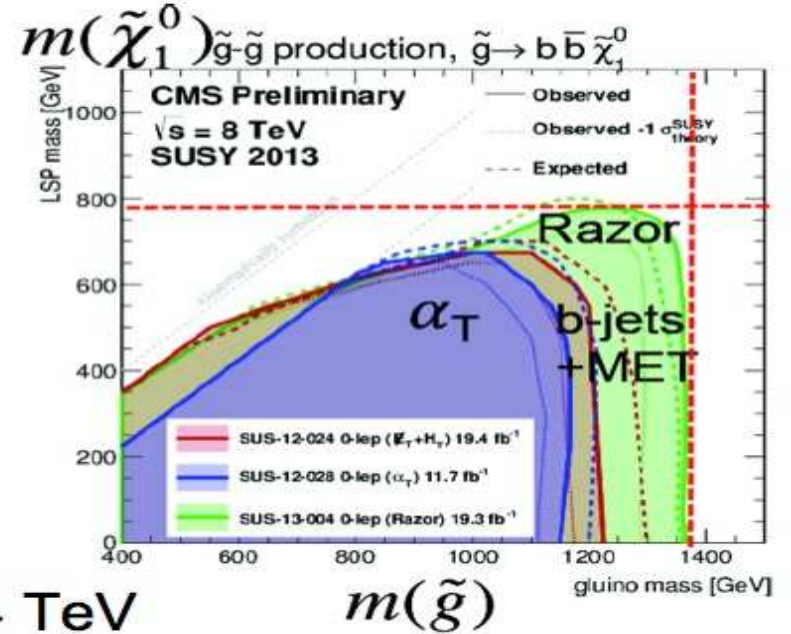 m(χ̃₁⁰) g̃-g̃ production, g̃→ b b̄ χ̃₁⁰
LSP mass [GeV]
CMS Preliminary
√s = 8 TeV
SUSY 2013
Observed
Observed -1 σ SUSY theory
Expected
1000
800
600
400
200
0
Razor
α_T
b-jets
+MET
SUS-12-024 0-lep (E̸_T+H_T) 19.4 fb⁻¹
SUS-12-028 0-lep (α_T) 11.7 fb⁻¹
SUS-13-004 0-lep (Razor) 19.3 fb⁻¹
400 600 800 1000 1200 1400
gluino mass [GeV]
TeV
m(g̃)